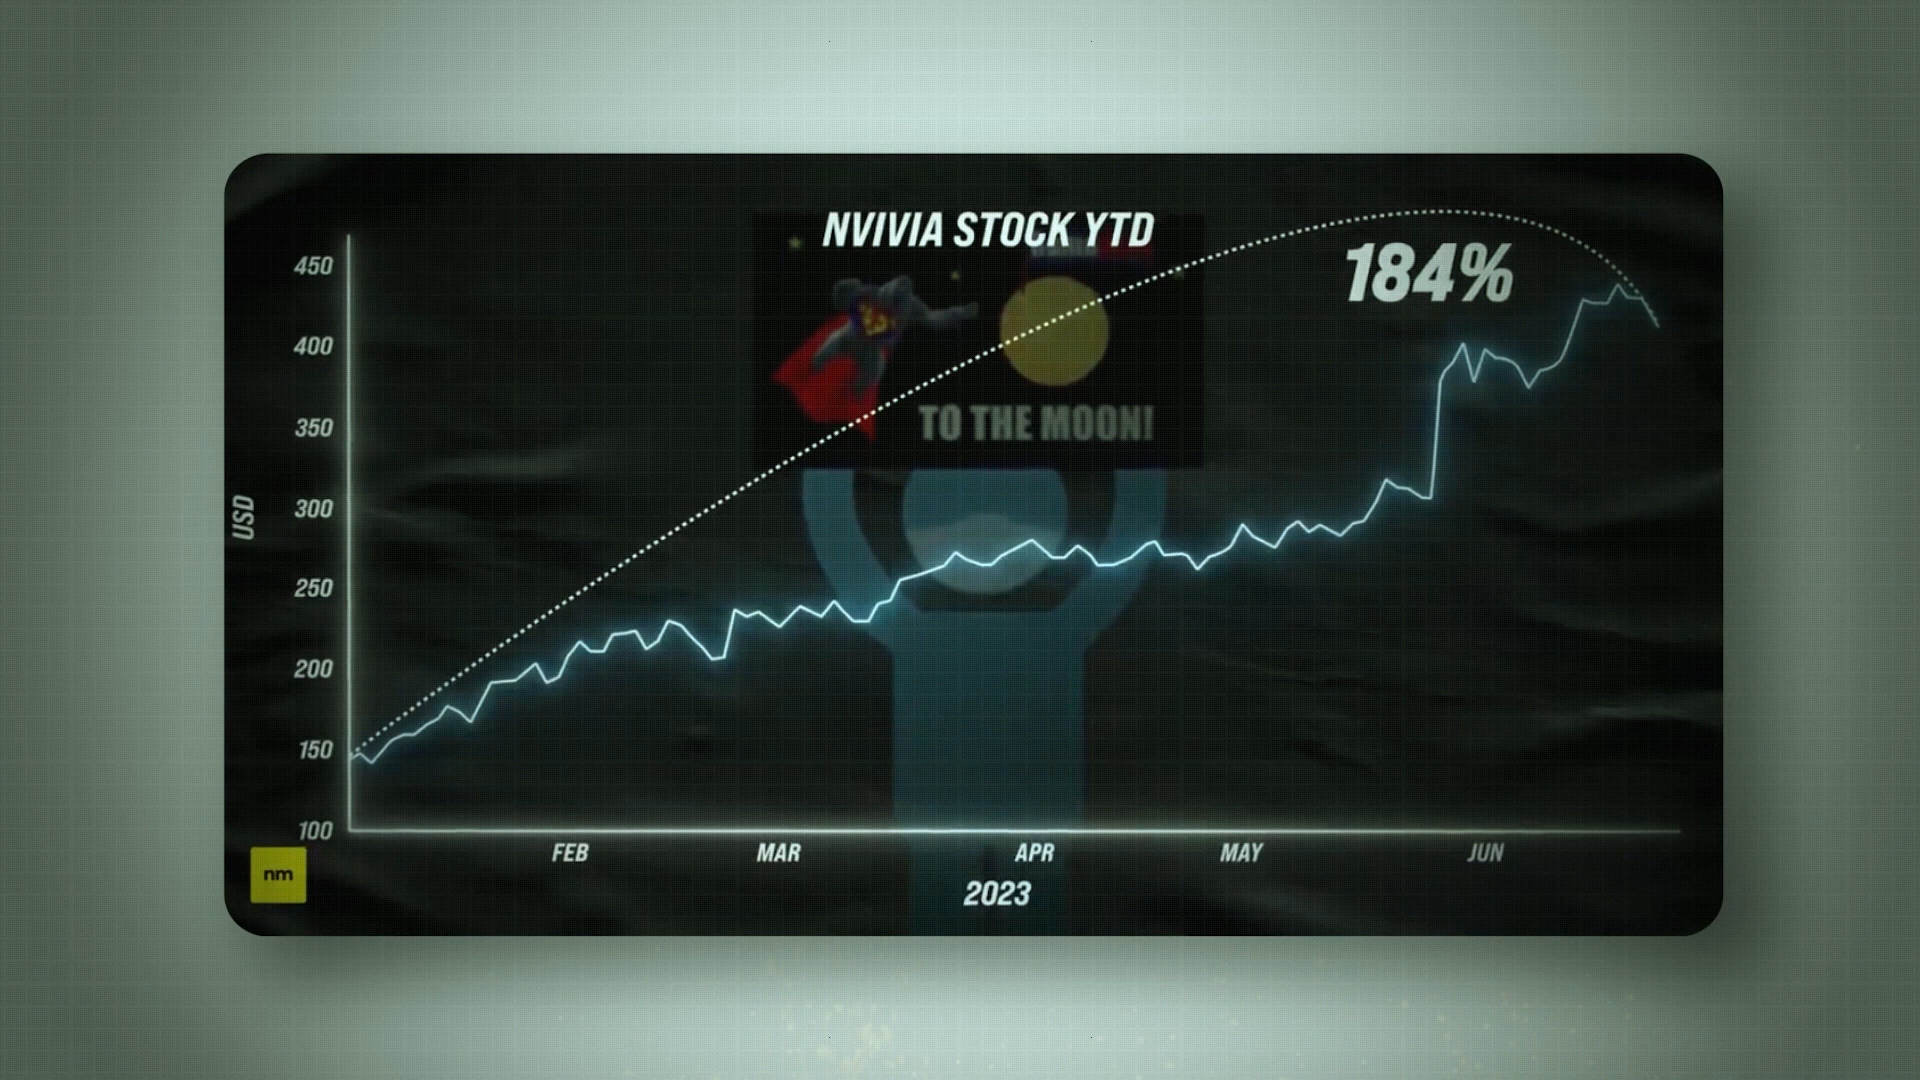 NVIVIA STOCK YTD
184%
450
400
350
300
250
200
150
100
USD
TO THE MOON!
FEB MAR APR MAY JUN
2023
nm